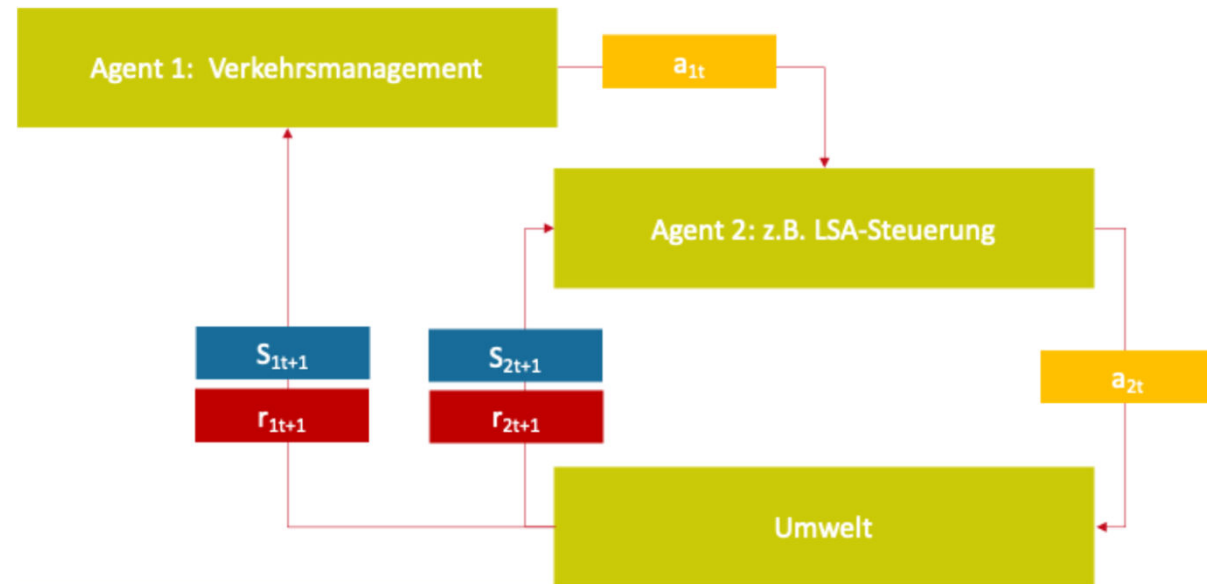 Agent 1: Verkehrsmanagement
a1t
Agent 2: z.B. LSA-Steuerung
S1t+1
S2t+1
a2t
r1t+1
r2t+1
Umwelt